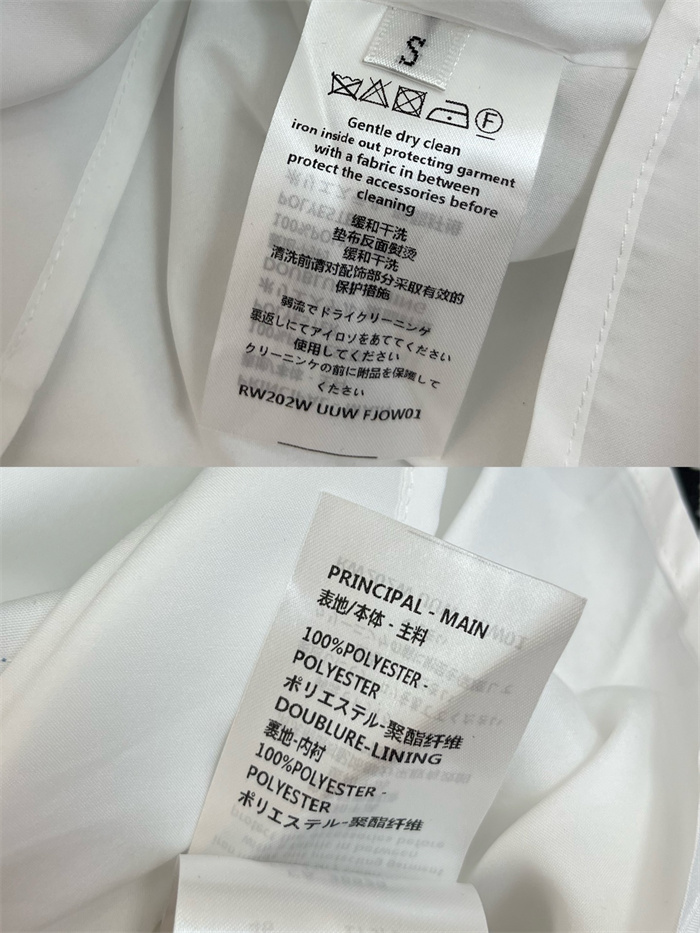 S
F
Gentle dry clean
iron inside out protecting garment
with a fabric in between
protect the accessories before
cleaning
缓和干洗
垫布反面熨烫
缓和干洗
清洗前请对配饰部分采取有效的
保护措施
弱流でドライクリーニンゲ
裏返しにてアイロソをあててください
使用してください
クリーニンケの前に附品を保嘰して
ください
RW202W UUW FJOW01
PRINCIPAL - MAIN
表地/本体 - 主料
100%POLYESTER -
POLYESTER
ポリエステル-聚酯纤维
DOUBLURE-LINING
裏地-内衬
100%POLYESTER -
POLYESTER
ポリエステル-聚酯纤维